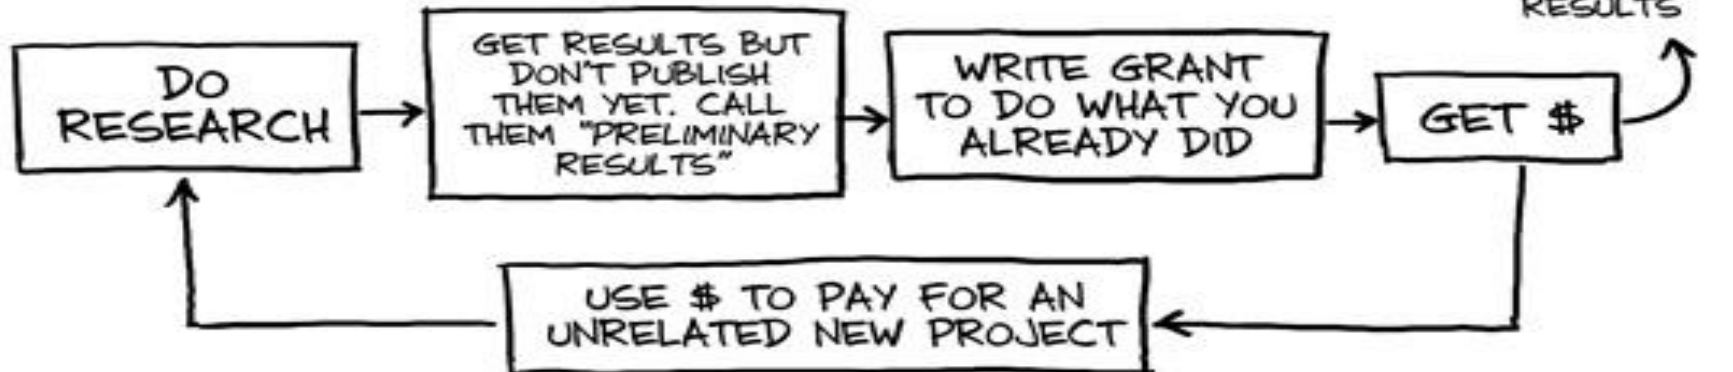 RESULTS
DO
RESEARCH
GET RESULTS BUT
DON'T PUBLISH
THEM YET. CALL
THEM "PRELIMINARY
RESULTS"
WRITE GRANT
TO DO WHAT YOU
ALREADY DID
GET $
USE $ TO PAY FOR AN
UNRELATED NEW PROJECT